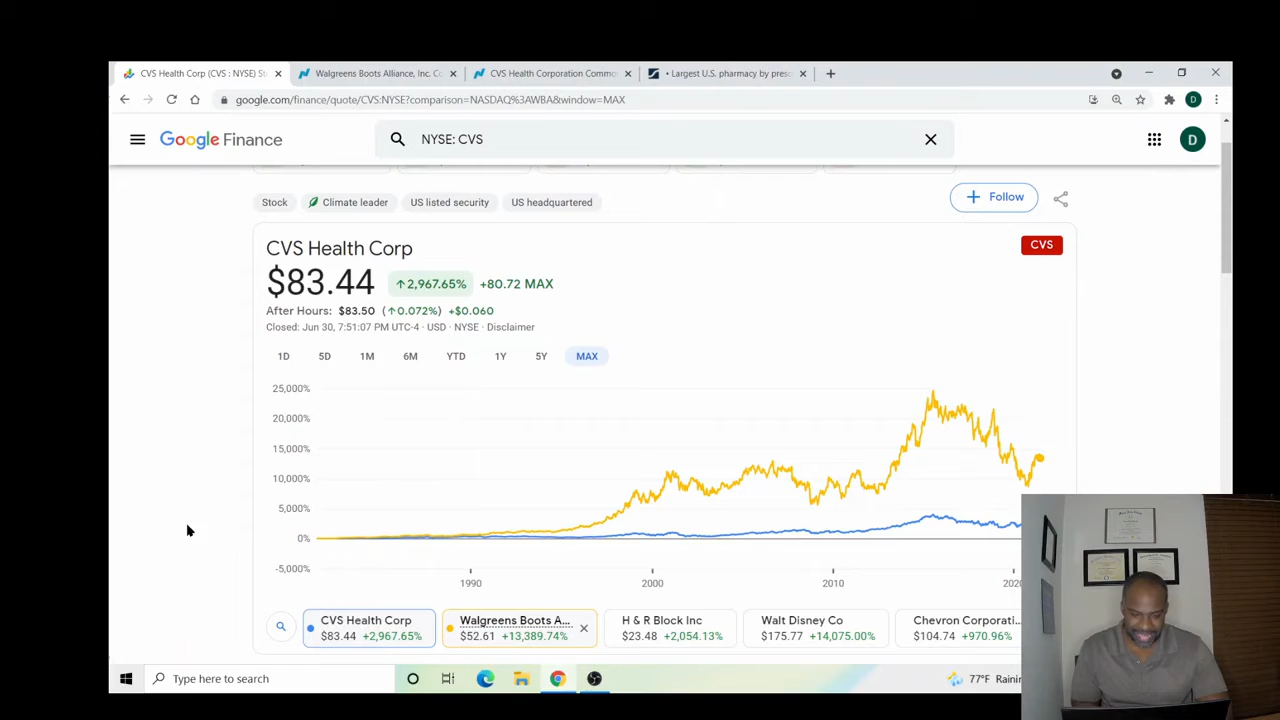 CVS Health Corp (CVS : NYSE) St
Walgreens Boots Alliance, Inc. Co
CVS Health Corporation Commo
• Largest U.S. pharmacy by pres
google.com/finance/quote/CVS:NYSE?comparison=NASDAQ%3AWBA&window=MAX
D
Google Finance
NYSE: CVS
D
Stock
Climate leader
US listed security
US headquartered
Follow
CVS Health Corp
CVS
$83.44
↑2,967.65%
+80.72 MAX
After Hours: $83.50 (↑0.072%) +$0.060
Closed: Jun 30, 7:51:07 PM UTC-4 · USD · NYSE · Disclaimer
1D
5D
1M
6M
YTD
1Y
5Y
MAX
25,000%
20,000%
15,000%
10,000%
5,000%
0%
-5,000%
1990
2000
2010
202
CVS Health Corp
$83.44 +2,967.65%
Walgreens Boots A...
$52.61 +13,389.74%
H & R Block Inc
$23.48 +2,054.13%
Walt Disney Co
$175.77 +14,075.00%
Chevron Corporati...
$104.74 +970.96%
Type here to search
77°F Raini